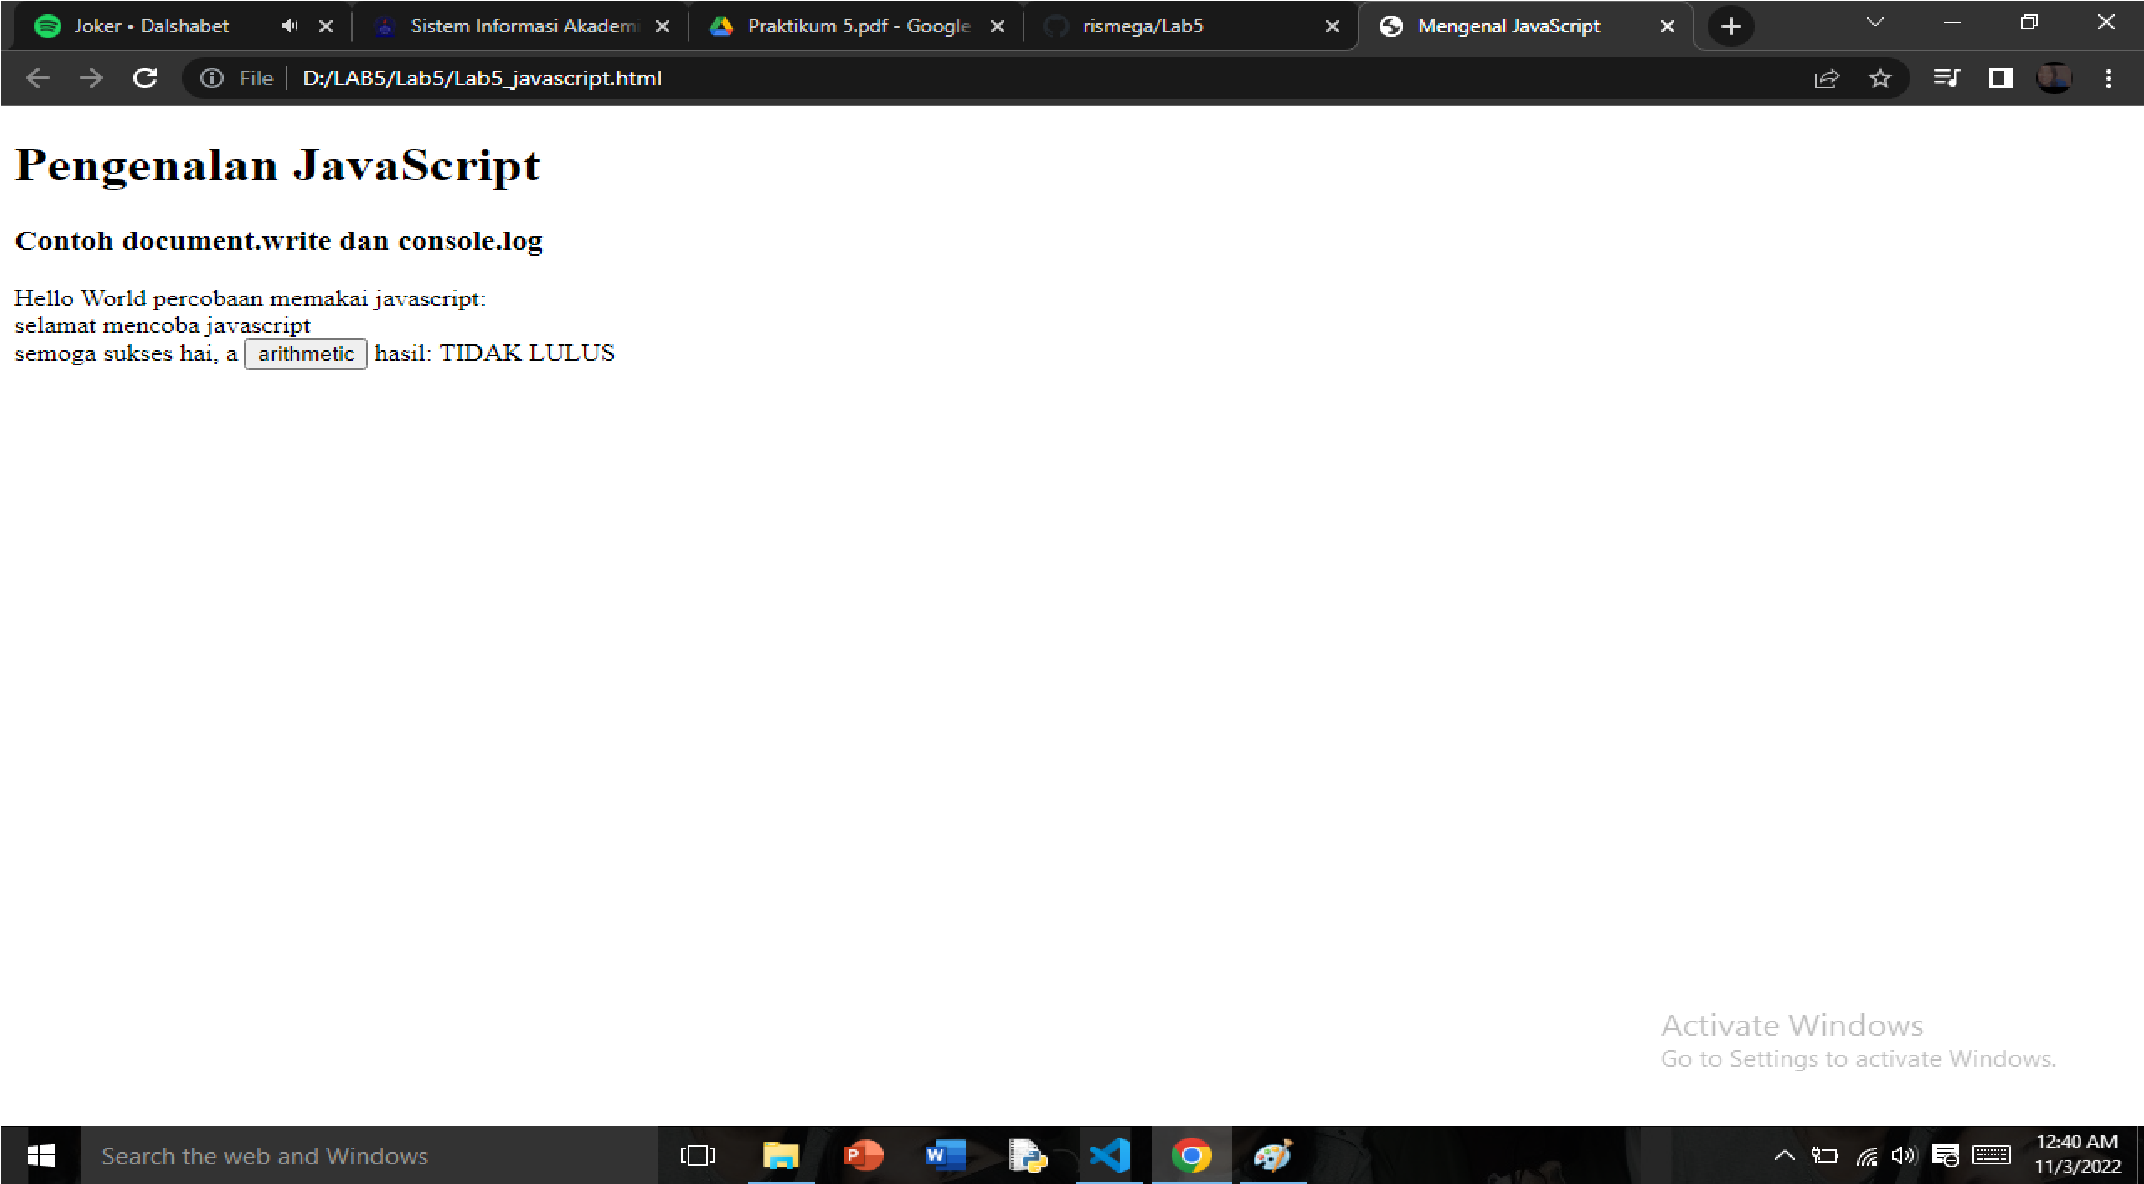 Joker • Dalshabet
Sistem Informasi Akadem
Praktikum 5.pdf - Google
rismega/Lab5
Mengenal JavaScript
File
D:/LAB5/Lab5/Lab5_javascript.html
Pengenalan JavaScript
Contoh document.write dan console.log
Hello World percobaan memakai javascript:
selamat mencoba javascript
semoga sukses hai, a arithmetic hasil: TIDAK LULUS
Activate Windows
Go to Settings to activate Windows.
Search the web and Windows
12:40 AM
11/3/2022